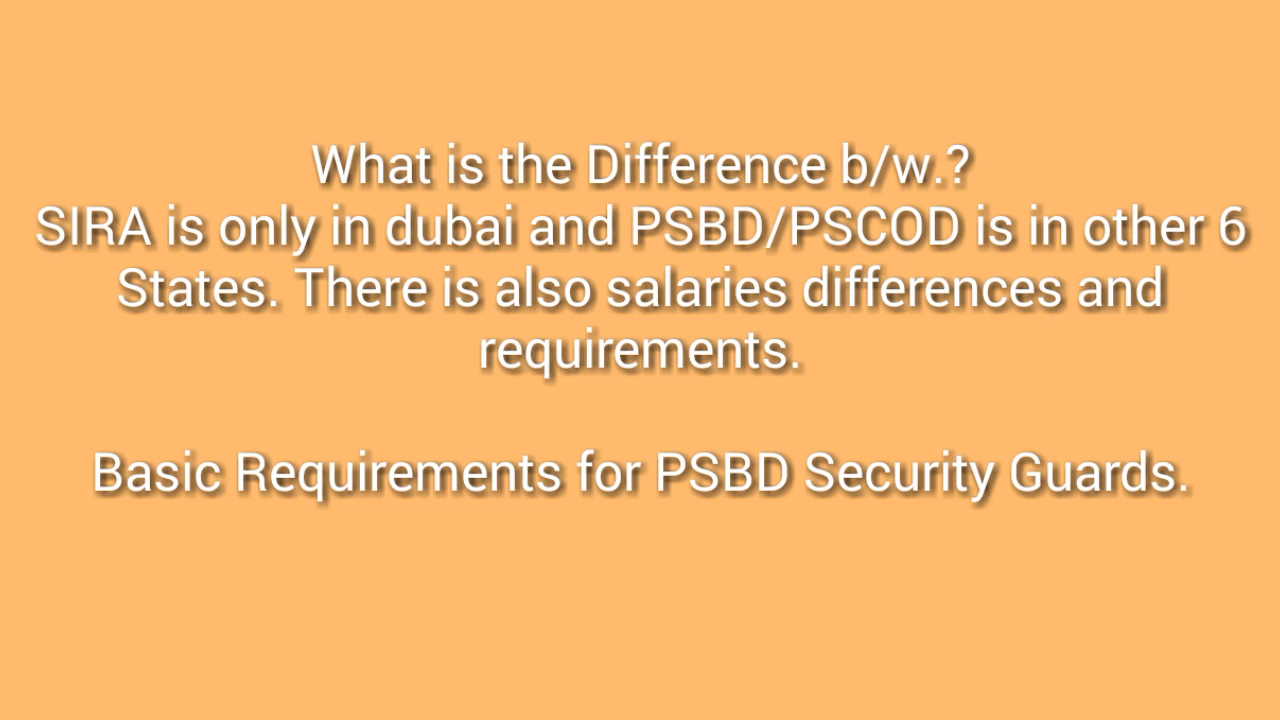 What is the Difference b/w.?
SIRA is only in dubai and PSBD/PSCOD is in other 6
States. There is also salaries differences and
requirements.
Basic Requirements for PSBD Security Guards.